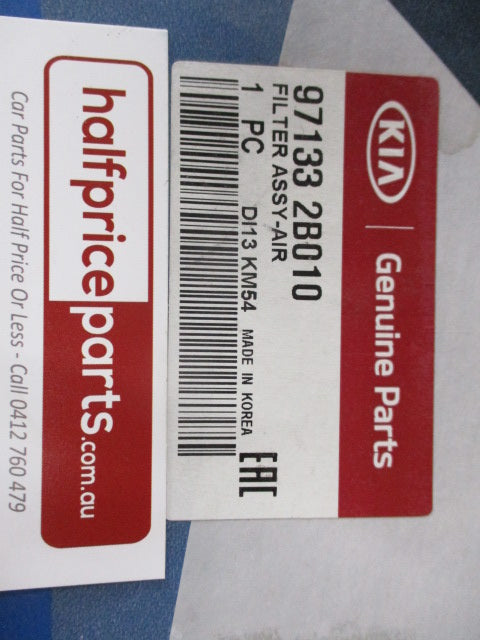 KIA | Genuine Parts
97133 2B010
FILTER ASSY-AIR
1 PC DI13 KM54 MADE IN KOREA
EAC
halfpriceparts.com.au
Car Parts For Half Price Or Less - Call 0412 760 479